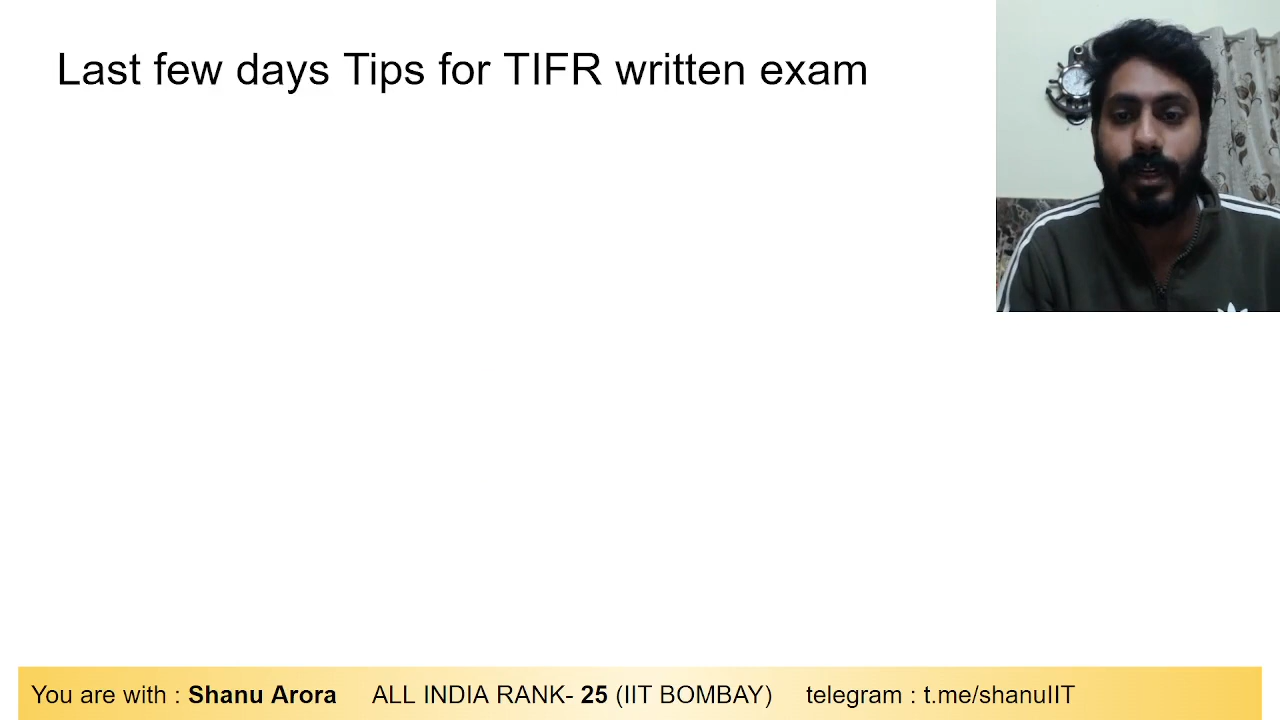 Last few days Tips for TIFR written exam
You are with : Shanu Arora ALL INDIA RANK- 25 (IIT BOMBAY) telegram : t.me/shanuIIT